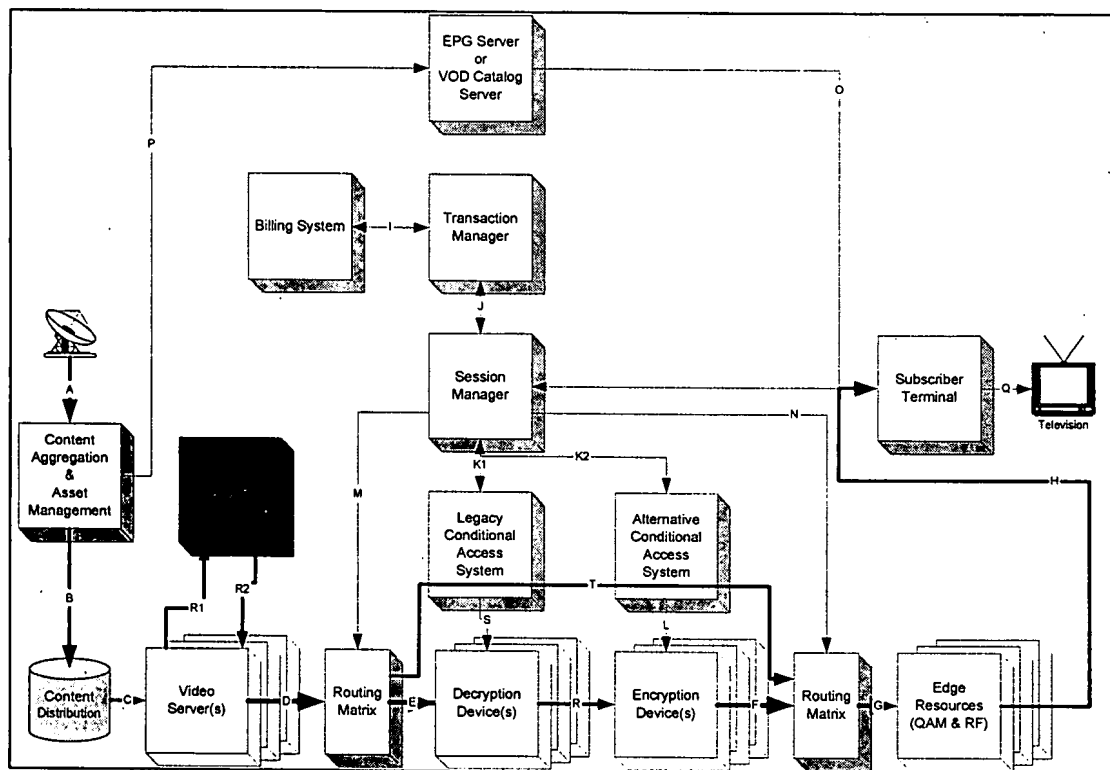 EPG Server
or
VOD Catalog
Server
O
P
Billing System
I
Transaction
Manager
J
A
Session
Manager
Subscriber
Terminal
Q
Television
N
Content
Aggregation
&
Asset
Management
K1
K2
M
H
Legacy
Conditional
Access
System
Alternative
Conditional
Access
System
T
B
R1
R2
S
L
Content
Distribution
C
Video
Server(s)
D
Routing
Matrix
E
Decryption
Device(s)
R
Encryption
Device(s)
F
Routing
Matrix
G
Edge
Resources
(QAM & RF)